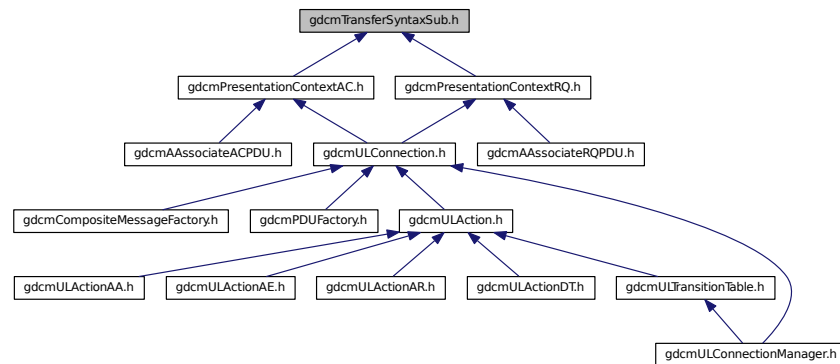 gdcmTransferSyntaxSub.h
gdcmPresentationContextAC.h
gdcmPresentationContextRQ.h
gdcmAAssociateACPDU.h
gdcmULConnection.h
gdcmAAssociateRQPDU.h
gdcmCompositeMessageFactory.h
gdcmPDUFactory.h
gdcmULAction.h
gdcmULActionAA.h
gdcmULActionAE.h
gdcmULActionAR.h
gdcmULActionDT.h
gdcmULTransitionTable.h
gdcmULConnectionManager.h